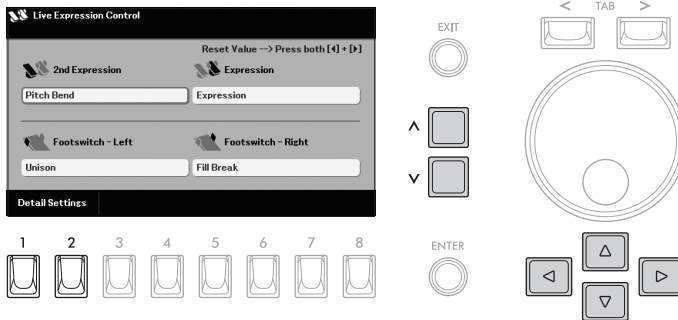 Live Expression Control
Reset Value --> Press both [◀] + [▶]
2nd Expression Expression
Pitch Bend Expression
Footswitch - Left Footswitch - Right
Unison Fill Break
Detail Settings
1 2 3 4 5 6 7 8
EXIT
∧
∨
ENTER
< TAB >